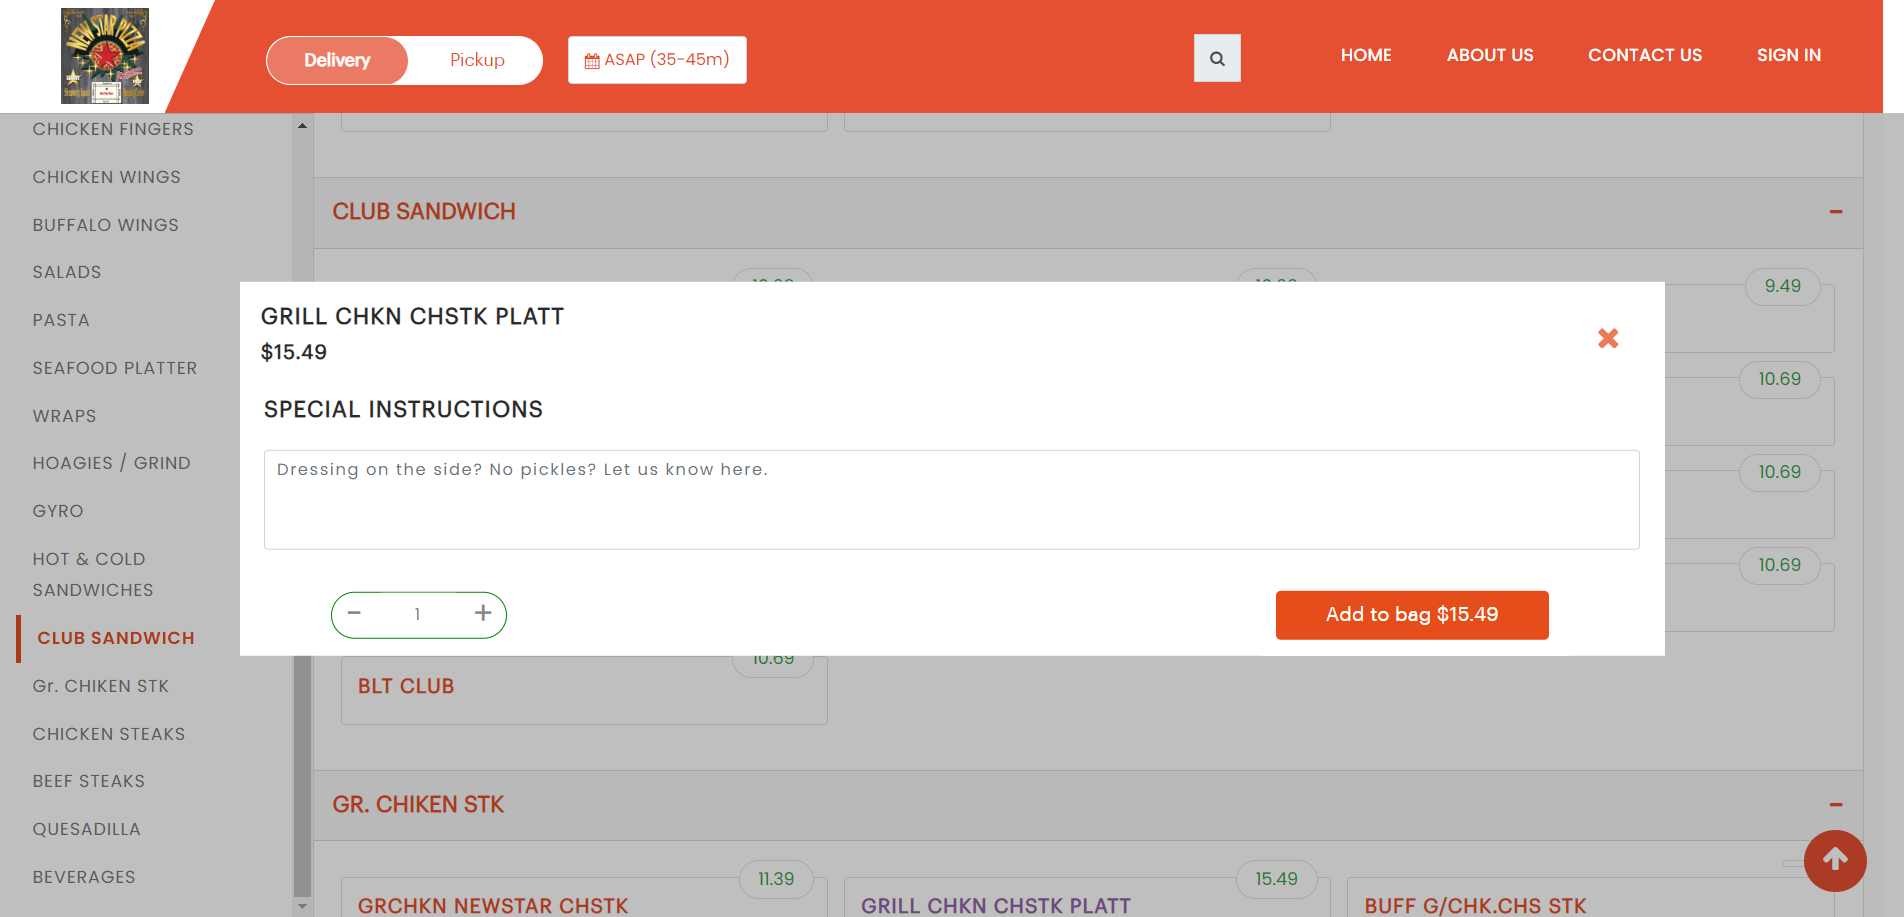 NEW STAR PIZZA
Delivery
Pickup
ASAP (35-45m)
HOME
ABOUT US
CONTACT US
SIGN IN
CHICKEN FINGERS
CHICKEN WINGS
BUFFALO WINGS
SALADS
PASTA
SEAFOOD PLATTER
WRAPS
HOAGIES / GRIND
GYRO
HOT & COLD
SANDWICHES
CLUB SANDWICH
Gr. CHIKEN STK
CHICKEN STEAKS
BEEF STEAKS
QUESADILLA
BEVERAGES
CLUB SANDWICH
9.49
10.69
10.69
10.69
GRILL CHKN CHSTK PLATT
$15.49
SPECIAL INSTRUCTIONS
Dressing on the side? No pickles? Let us know here.
1
Add to bag $15.49
10.69
BLT CLUB
GR. CHIKEN STK
11.39
GRCHKN NEWSTAR CHSTK
15.49
GRILL CHKN CHSTK PLATT
BUFF G/CHK.CHS STK